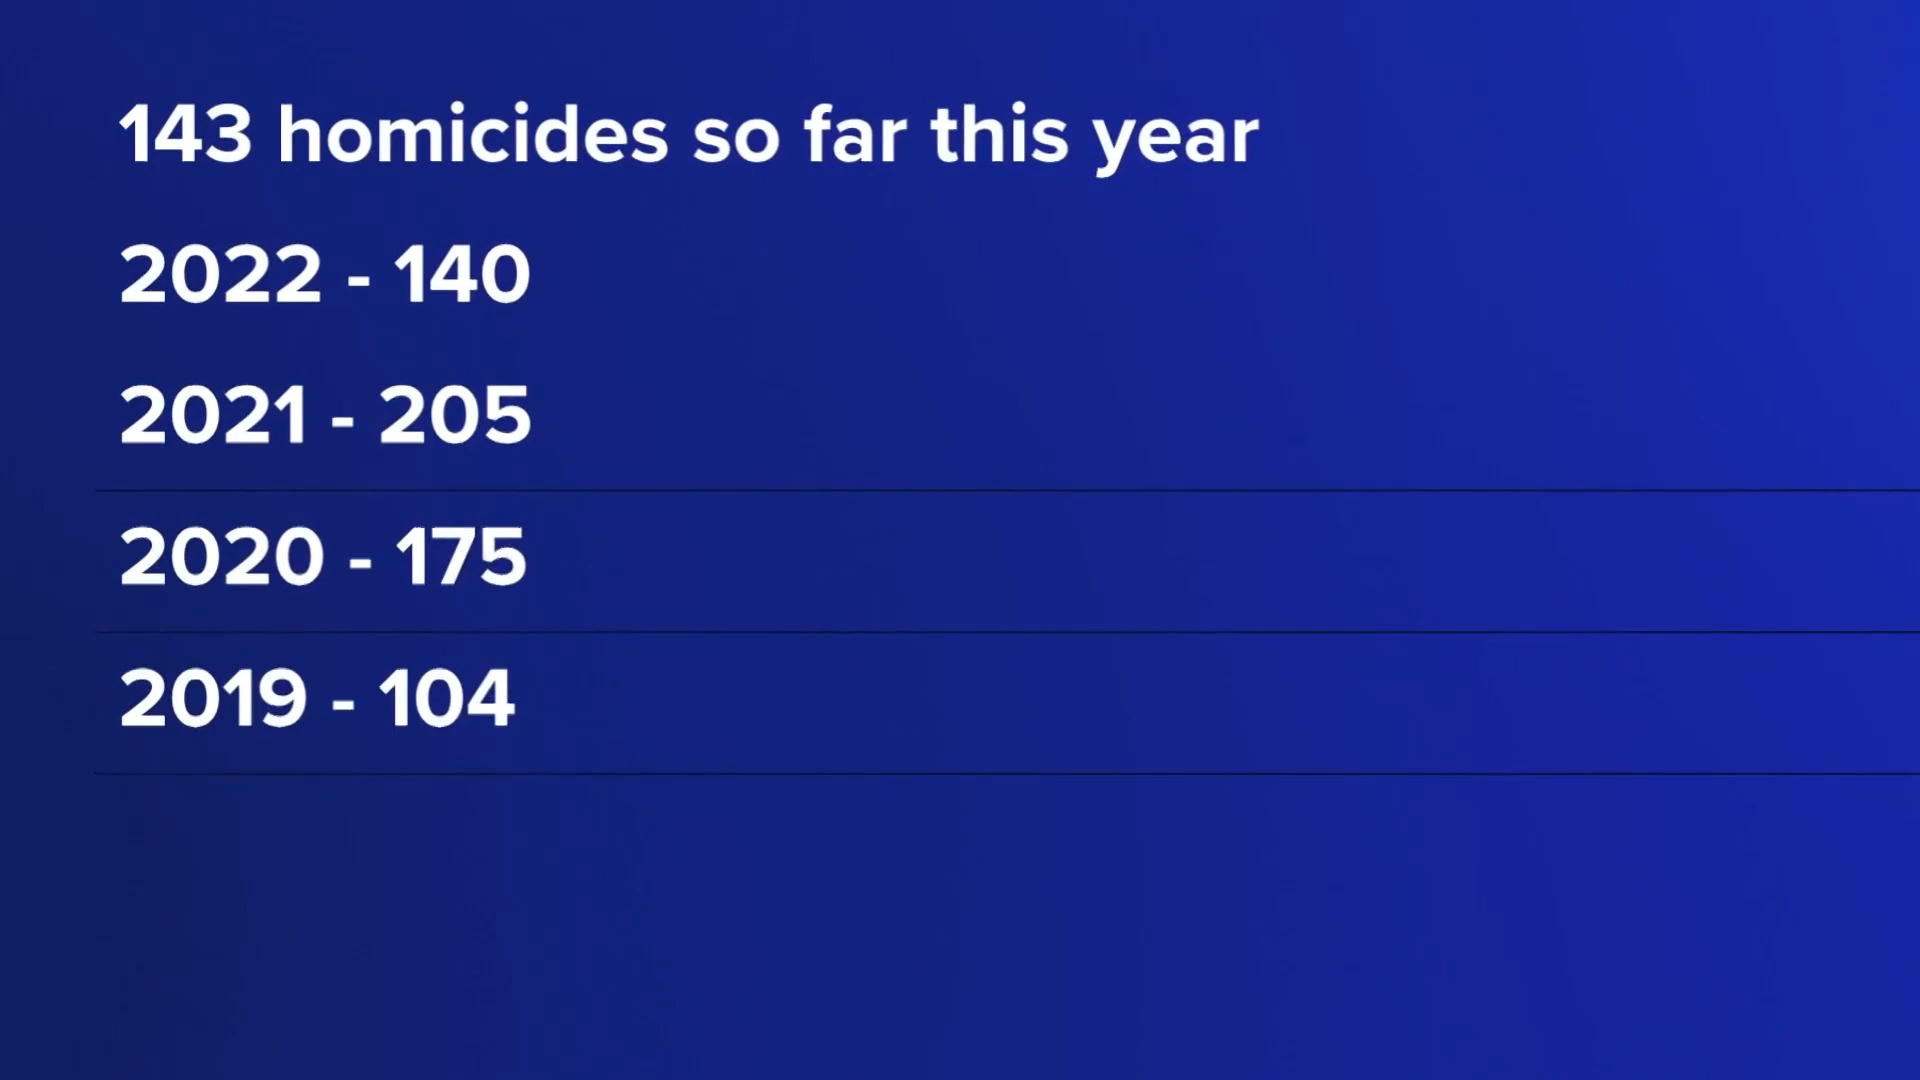 143 homicides so far this year
2022 - 140
2021 - 205
2020 - 175
2019 - 104